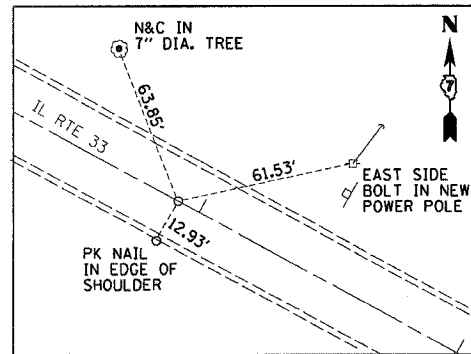 N&C IN
7" DIA. TREE
N
7
63.85'
IL RTE 33
61.53'
EAST SIDE
BOLT IN NEW
POWER POLE
12.93'
PK NAIL
IN EDGE OF
SHOULDER